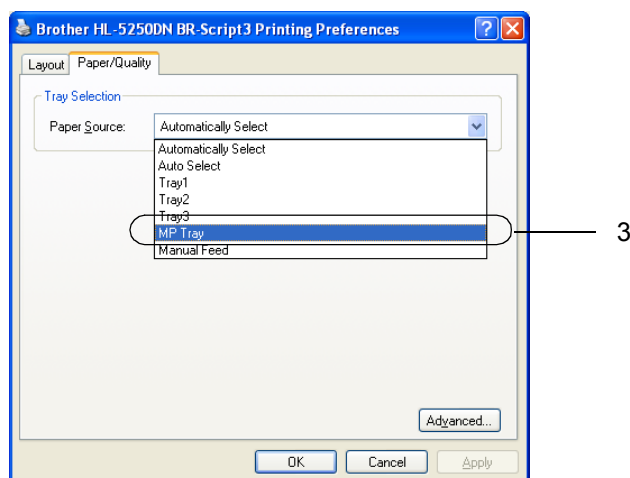 Brother HL-5250DN BR-Script3 Printing Preferences
Layout Paper/Quality
Tray Selection
Paper Source: Automatically Select
Automatically Select
Auto Select
Tray1
Tray2
Tray3
MP Tray 3
Manual Feed
Advanced...
OK Cancel Apply